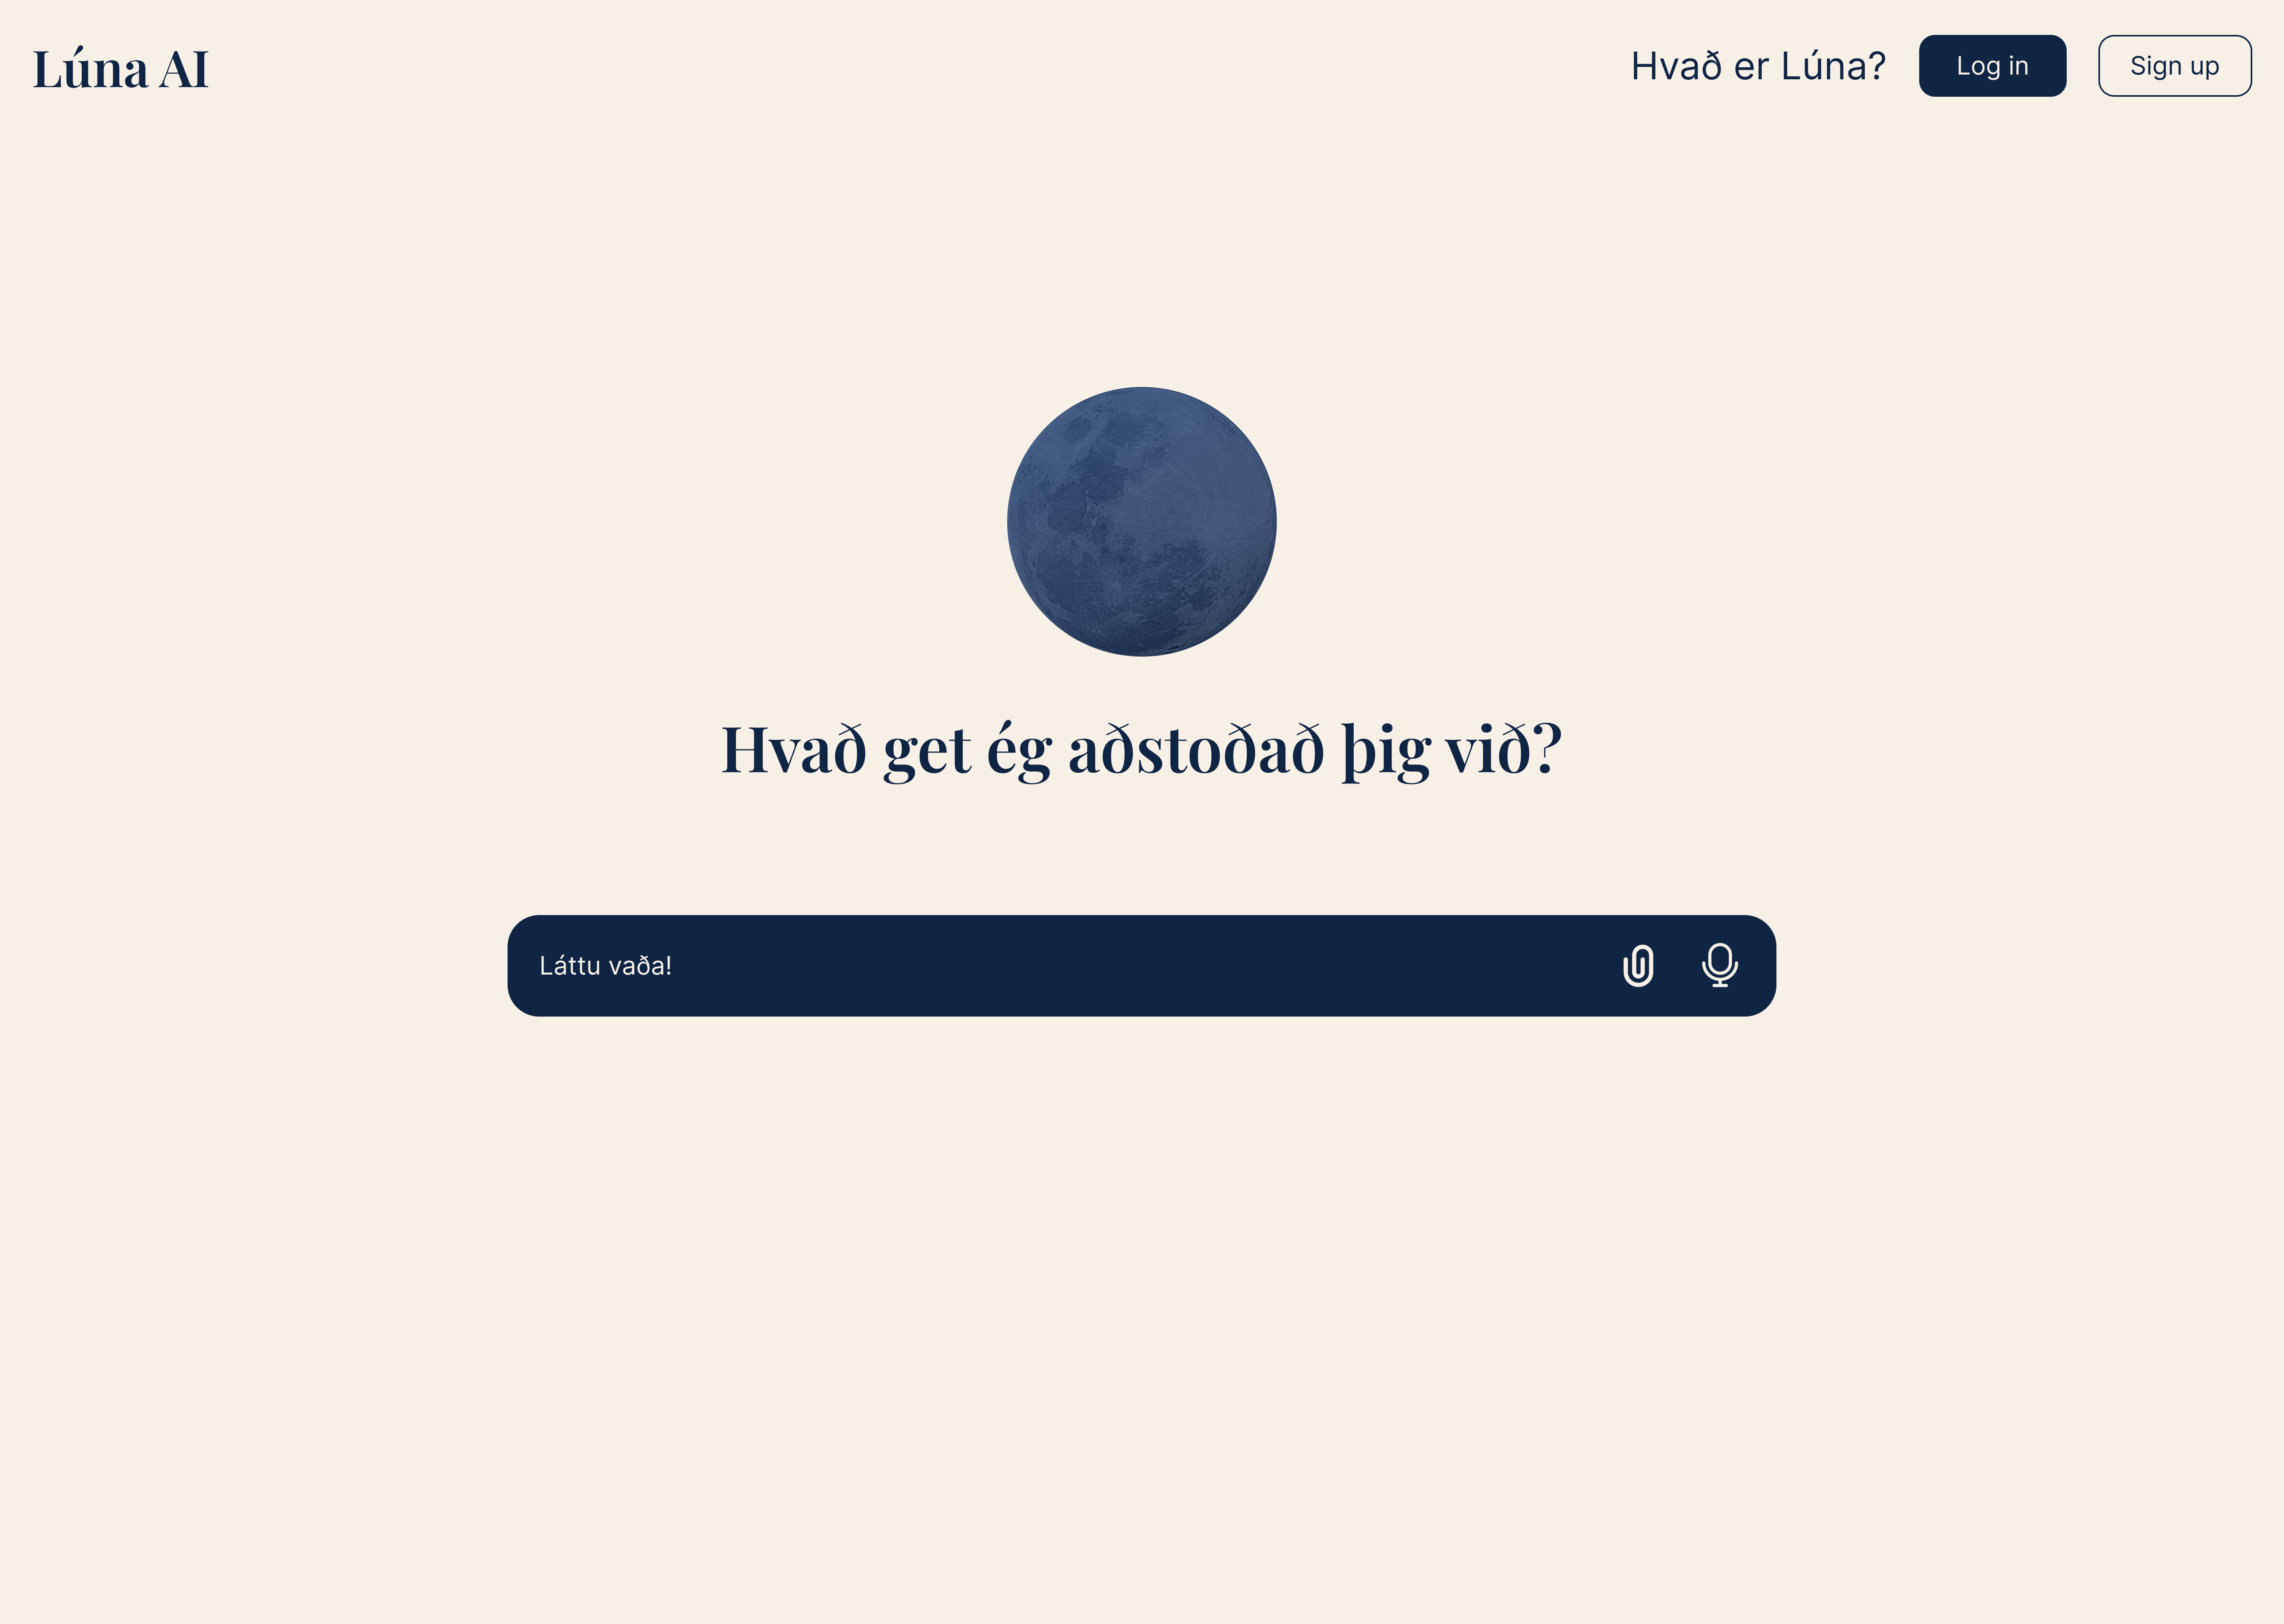 Lúna AI
Hvað er Lúna?
Log in
Sign up
Hvað get ég aðstoðað þig við?
Láttu vaða!